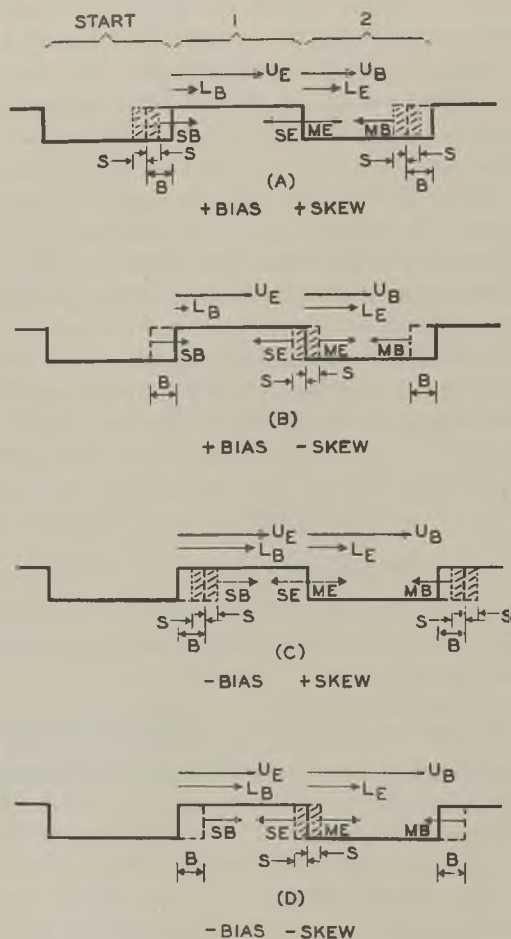 START 1 2
U_E U_B
L_B L_E
SB SE ME MB
S S S S
B B
(A)
+BIAS +SKEW
U_E U_B
L_B L_E
SB SE ME MB
B S S B
(B)
+BIAS -SKEW
U_E U_B
L_B L_E
SB SE ME MB
S S S S
B B
(C)
-BIAS +SKEW
U_E U_B
L_B L_E
SB SE ME MB
B S S B
(D)
-BIAS -SKEW